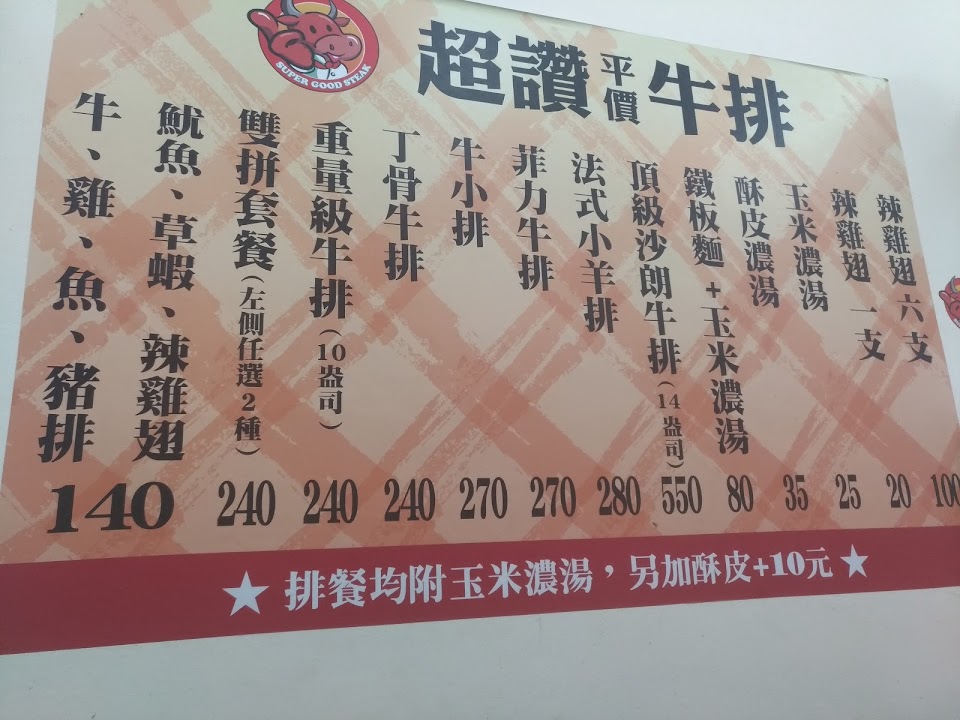 SUPER GOOD STEAK
超讚平價牛排
牛、雞、魚、豬排
魷魚、草蝦、辣雞翅
140
雙拼套餐(左側任選2種)
240
重量級牛排(10盎司)
240
丁骨牛排
240
牛小排
270
菲力牛排
270
法式小羊排
280
頂級沙朗牛排(14盎司)
550
鐵板麵+玉米濃湯
80
酥皮濃湯
35
玉米濃湯
25
辣雞翅一支
20
辣雞翅六支
100
★排餐均附玉米濃湯,另加酥皮+10元★